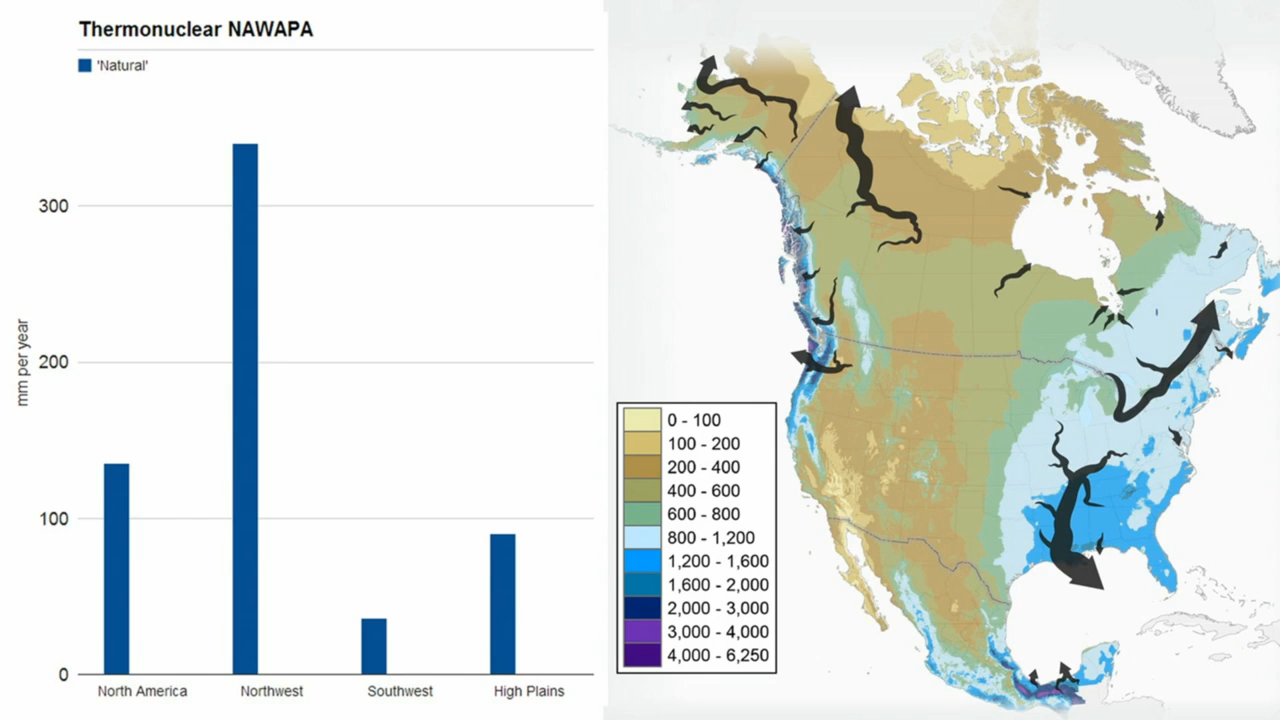 Thermonuclear NAWAPA
'Natural'
mm per year
300
200
100
0
North America
Northwest
Southwest
High Plains
0 - 100
100 - 200
200 - 400
400 - 600
600 - 800
800 - 1,200
1,200 - 1,600
1,600 - 2,000
2,000 - 3,000
3,000 - 4,000
4,000 - 6,250